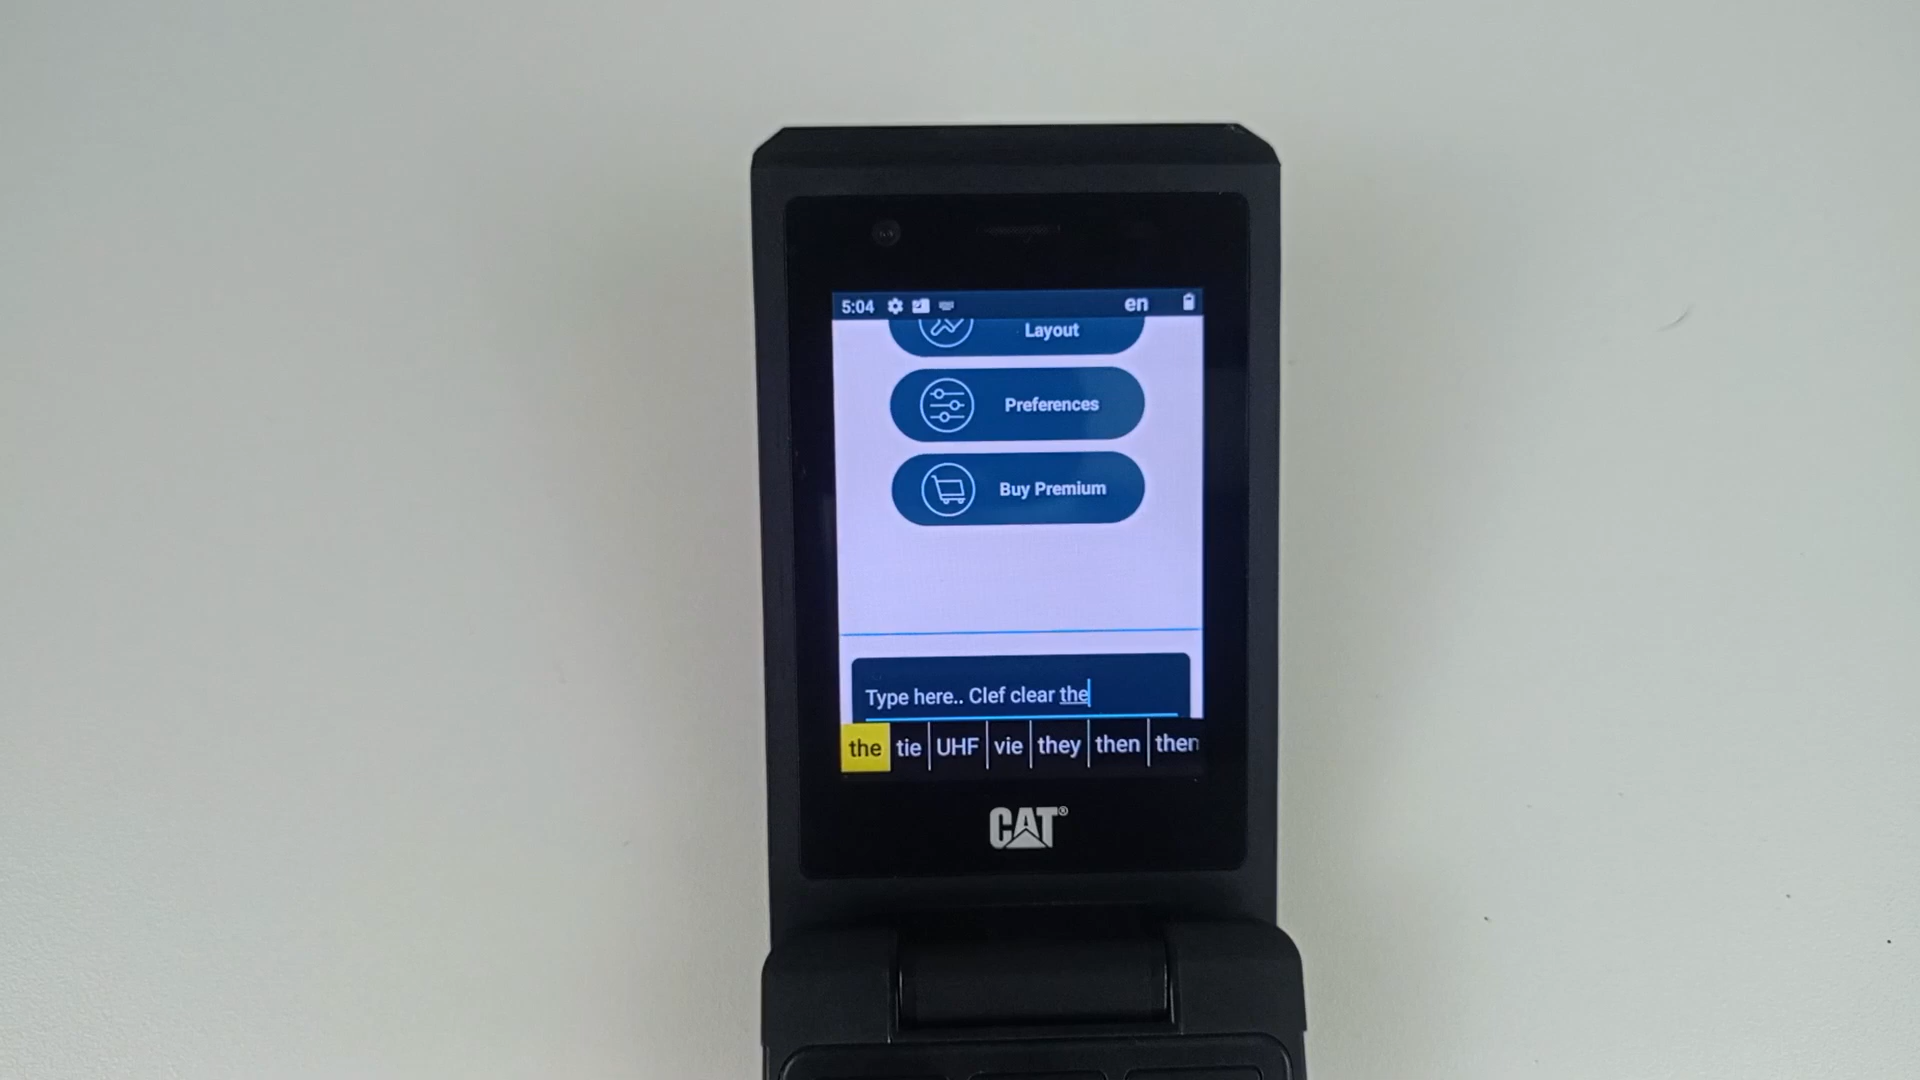 5:04 en
Layout
Preferences
Buy Premium
Type here.. Clef clear the
the tie UHF vie they then then
CAT®